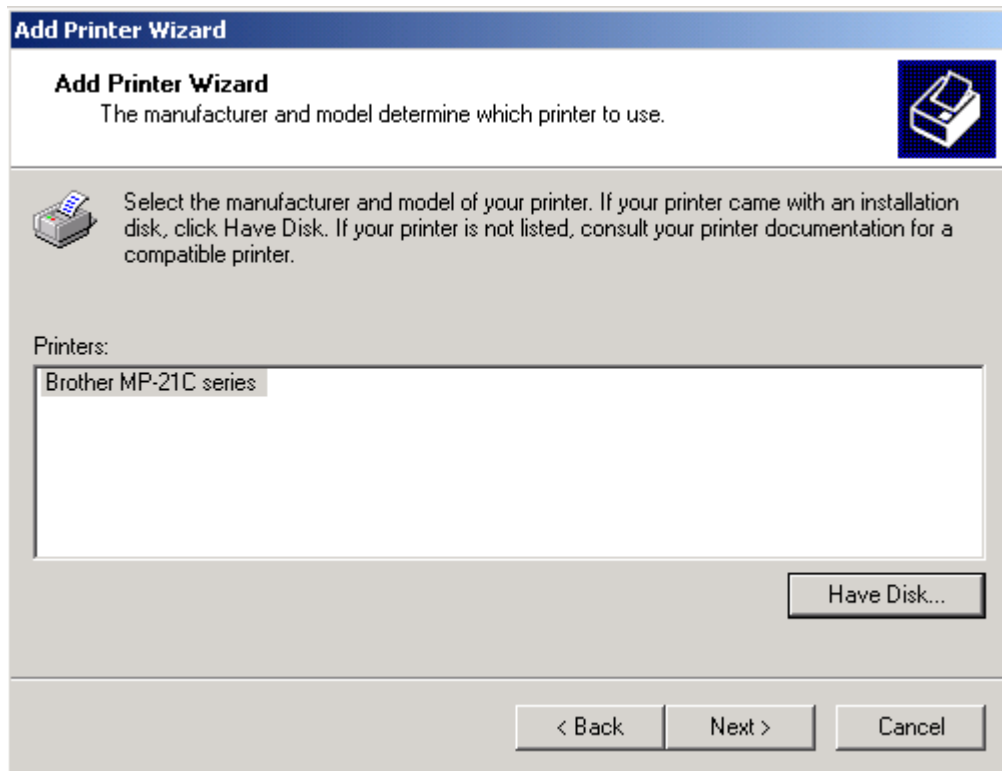 Add Printer Wizard
Add Printer Wizard
The manufacturer and model determine which printer to use.
Select the manufacturer and model of your printer. If your printer came with an installation
disk, click Have Disk. If your printer is not listed, consult your printer documentation for a
compatible printer.
Printers:
Brother MP-21C series
Have Disk...
< Back
Next >
Cancel